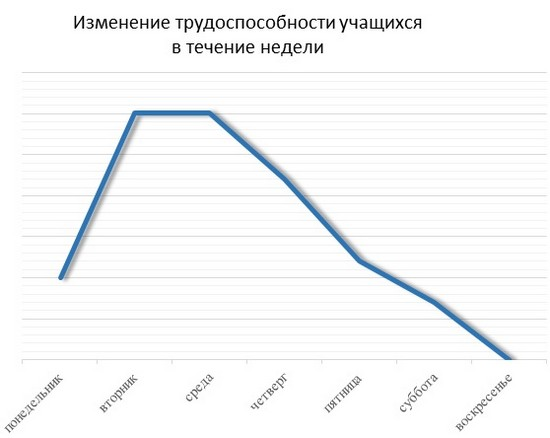 Изменение трудоспособности учащихся
в течение недели
понедельник
вторник
среда
четверг
пятница
суббота
воскресенье